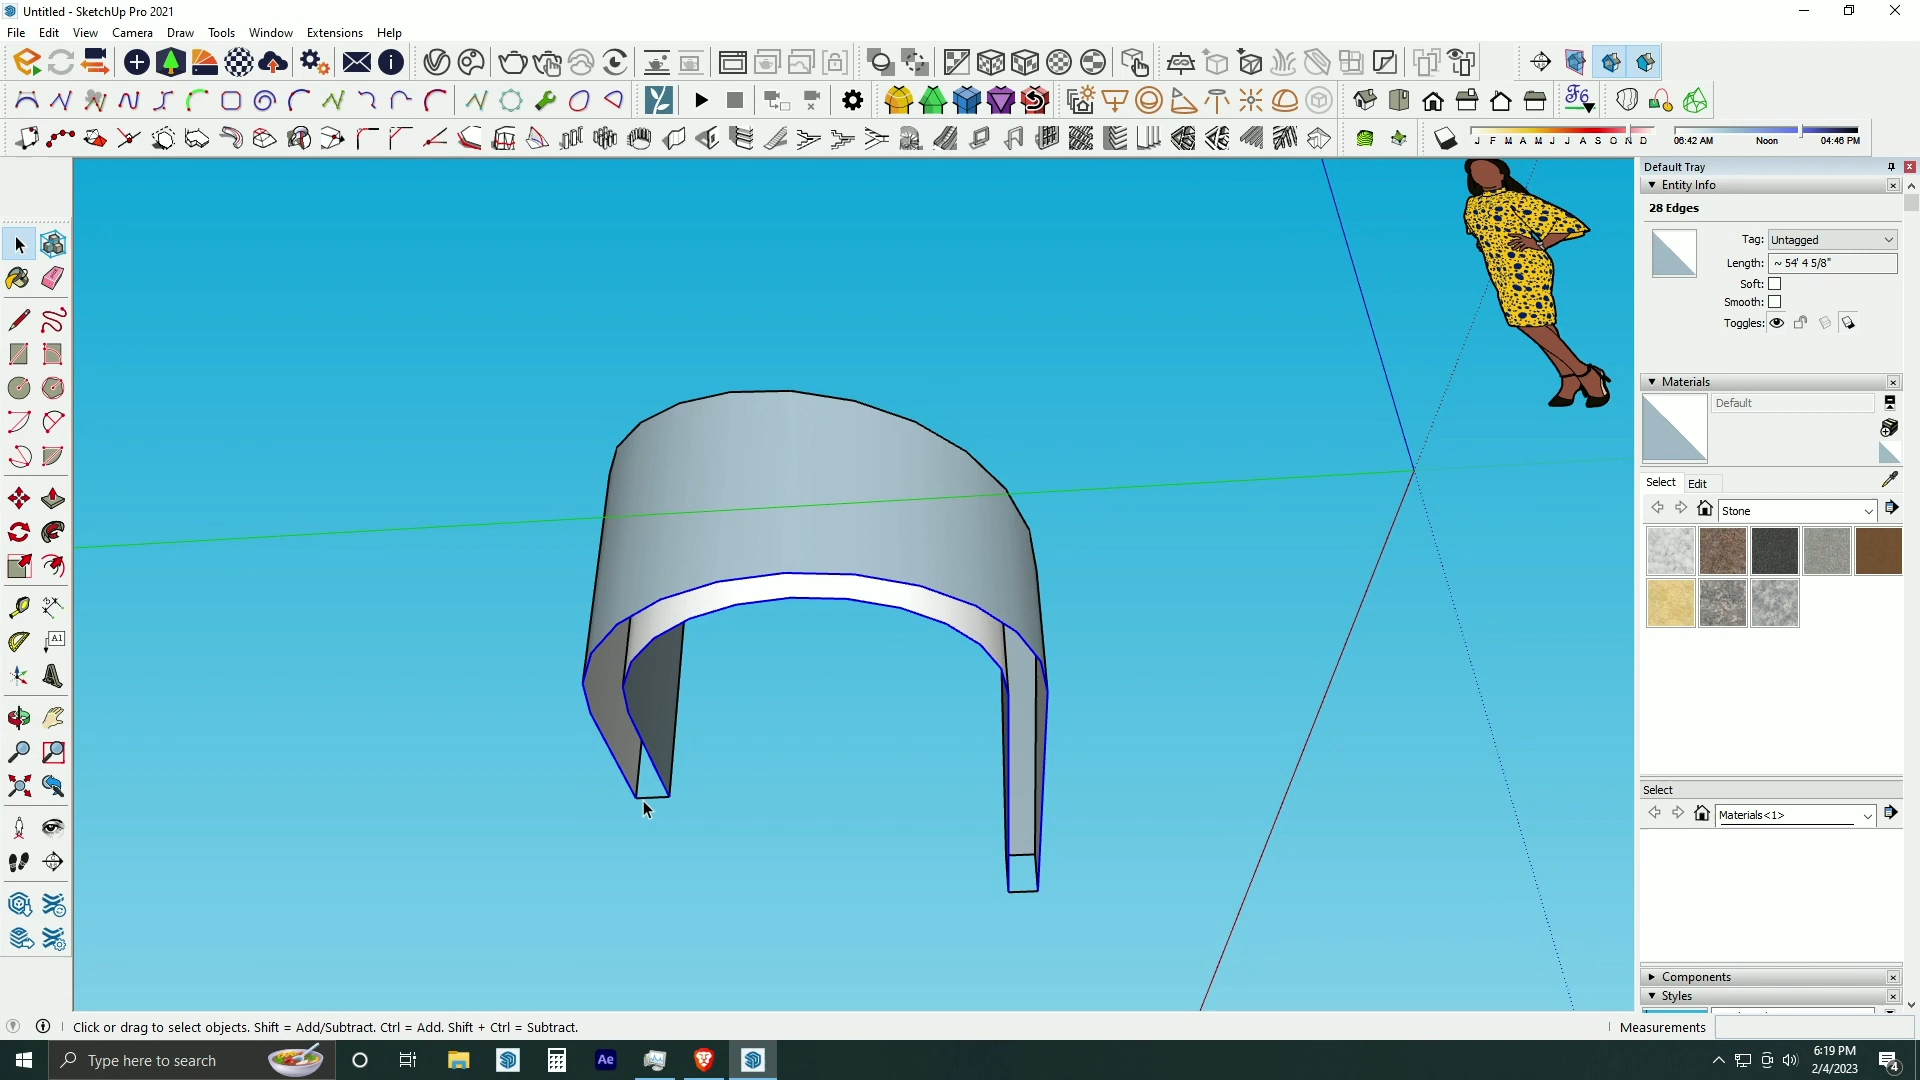 Untitled - SketchUp Pro 2021
File Edit View Camera Draw Tools Window Extensions Help
J F M A M J J A S O N D
06:42 AM Noon 04:46 PM
Default Tray
Entity Info
28 Edges
Tag: Untagged
Length: ~ 54' 4 5/8"
Soft:
Smooth:
Toggles:
Materials
Default
Select Edit
Stone
Select
Materials<1>
Components
Styles
A1
Click or drag to select objects. Shift = Add/Subtract. Ctrl = Add. Shift + Ctrl = Subtract.
Measurements
Type here to search
Ae
6:19 PM
2/4/2023
4